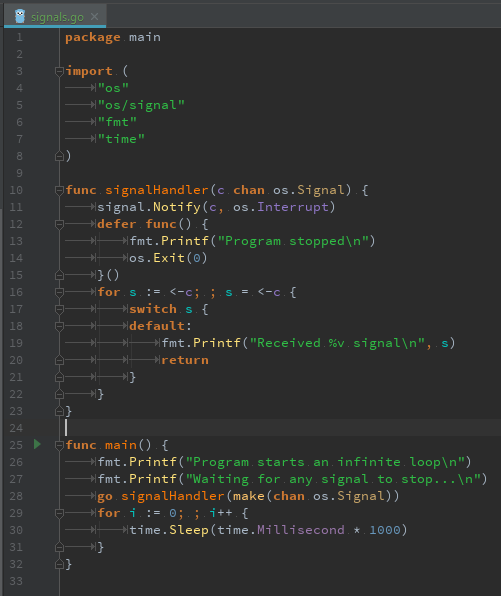 signals.go
1 package main
2
3 import (
4 "os"
5 "os/signal"
6 "fmt"
7 "time"
8 )
9
10 func signalHandler(c chan os.Signal) {
11 signal.Notify(c, os.Interrupt)
12 defer func() {
13 fmt.Printf("Program stopped\n")
14 os.Exit(0)
15 }()
16 for s := <-c; ; s = <-c {
17 switch s {
18 default:
19 fmt.Printf("Received %v signal\n", s)
20 return
21 }
22 }
23 }
24
25 func main() {
26 fmt.Printf("Program starts an infinite loop\n")
27 fmt.Printf("Waiting for any signal to stop...\n")
28 go signalHandler(make(chan os.Signal))
29 for i := 0; ; i++ {
30 time.Sleep(time.Millisecond * 1000)
31 }
32 }
33